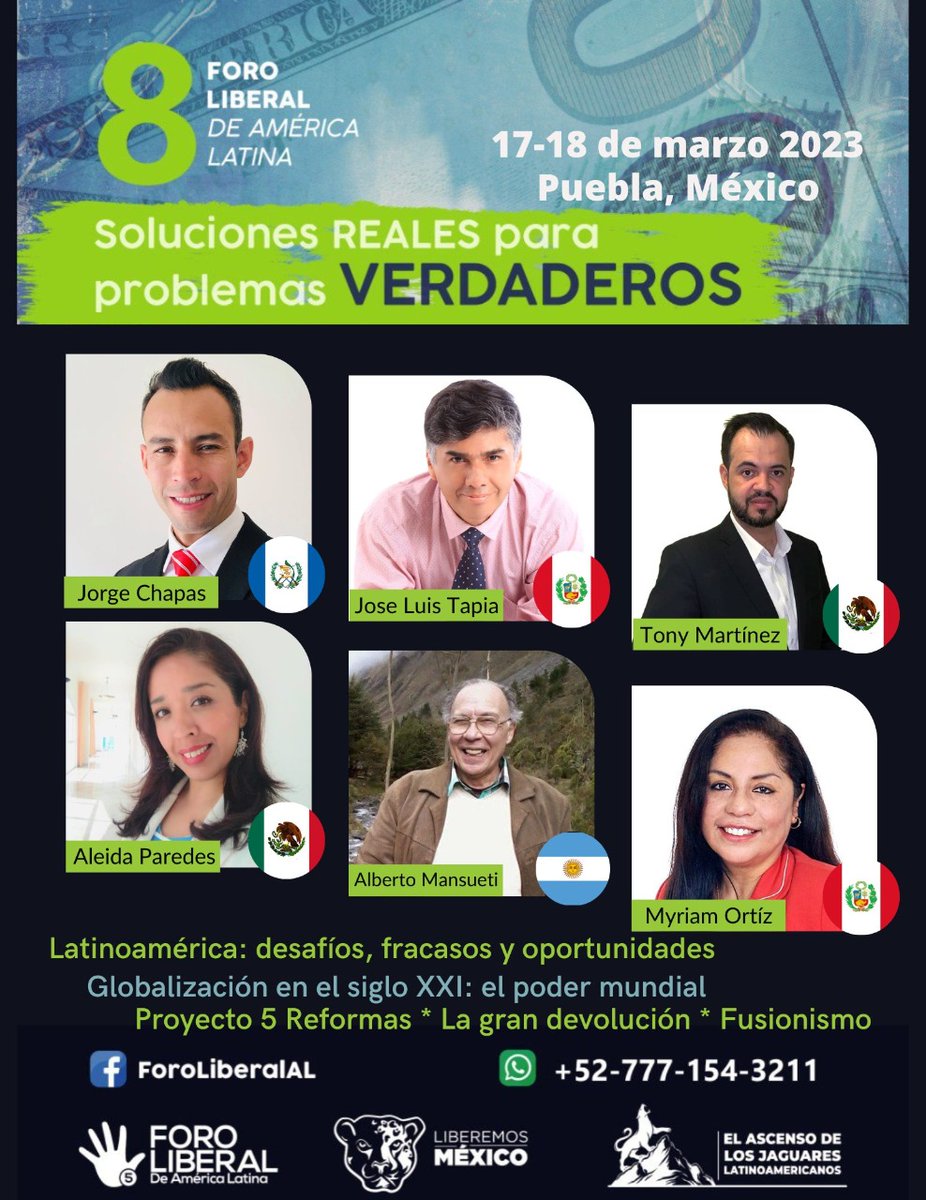 8
FORO
LIBERAL
DE AMÉRICA
LATINA
17-18 de marzo 2023
Puebla, México
Soluciones REALES para
problemas VERDADEROS
Jorge Chapas
Jose Luis Tapia
Tony Martínez
Aleida Paredes
Alberto Mansueti
Myriam Ortíz
Latinoamérica: desafíos, fracasos y oportunidades
Globalización en el siglo XXI: el poder mundial
Proyecto 5 Reformas * La gran devolución * Fusionismo
ForoLiberalAL
+52-777-154-3211
5
FORO
LIBERAL
De América Latina
LIBEREMOS
MÉXICO
EL ASCENSO DE
LOS JAGUARES
LATINOAMERICANOS